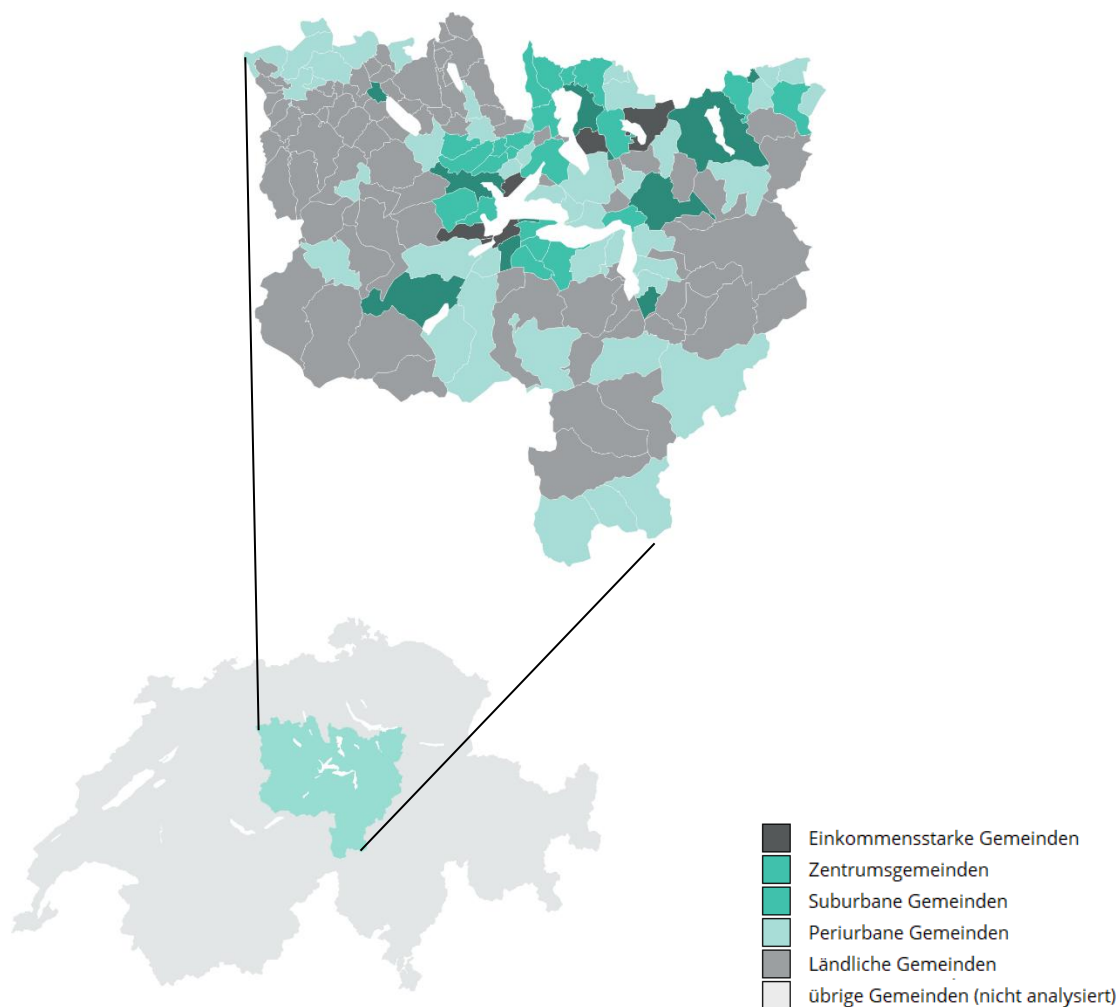 Einkommensstarke Gemeinden
Zentrumsgemeinden
Suburbane Gemeinden
Periurbane Gemeinden
Ländliche Gemeinden
übrige Gemeinden (nicht analysiert)